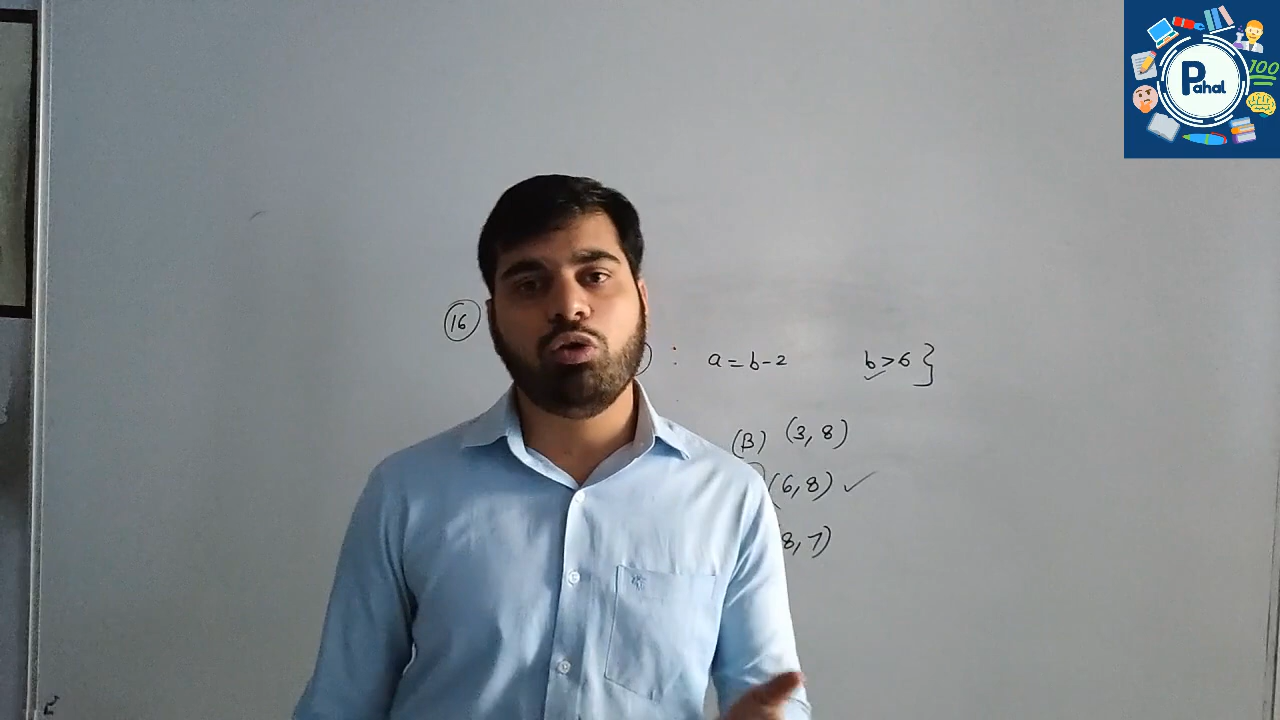 Pahal
100
16
) : a = b - 2 b > 6 }
(B) (3, 8)
(6, 8) ✓
8, 7)